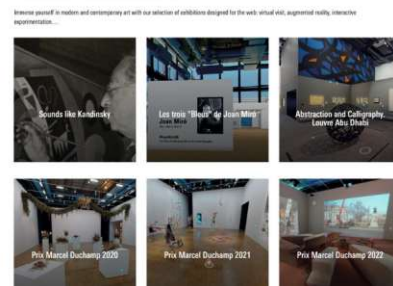 Immerse yourself in modern and contemporary art with our selection of exhibitions designed for the web: virtual visit, augmented reality, interactive
experimentation…
Sounds like Kandinsky
Les trois "Bleus" de Joan Miró
Joan Miró
Abstraction and Calligraphy.
Louvre Abu Dhabi
Prix Marcel Duchamp 2020
Prix Marcel Duchamp 2021
Prix Marcel Duchamp 2022